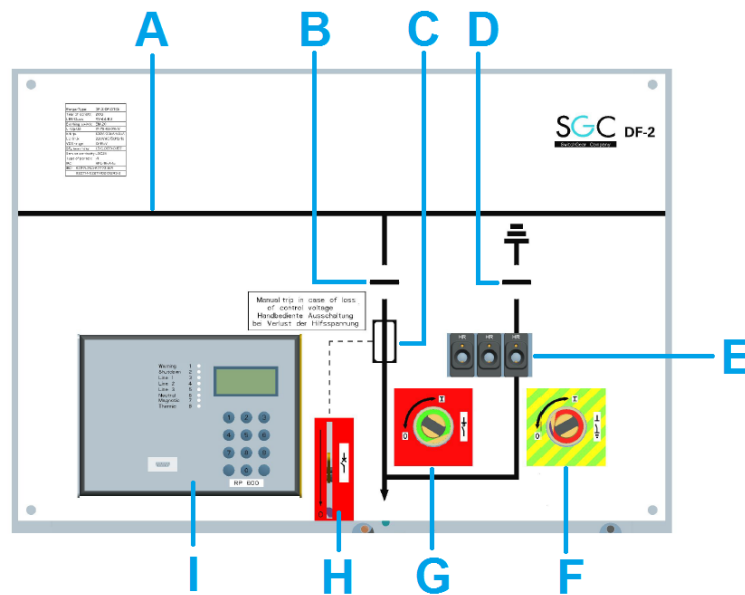 A
B
C
D
SGC DF-2
SwitchGear Company
Manual trip in case of loss
of control voltage
Handbediente Ausschaltung
bei Verlust der Hilfsspannung
HR HR HR
E
Warning 1
Shutdown 2
Line 1 3
Line 2 4
Line 3 5
Neutral 6
Magnetic 7
Thermal 8
1 2 3
4 5 6
7 8 9
0
RP 600
I
0
I
0
0
I
H
G
F